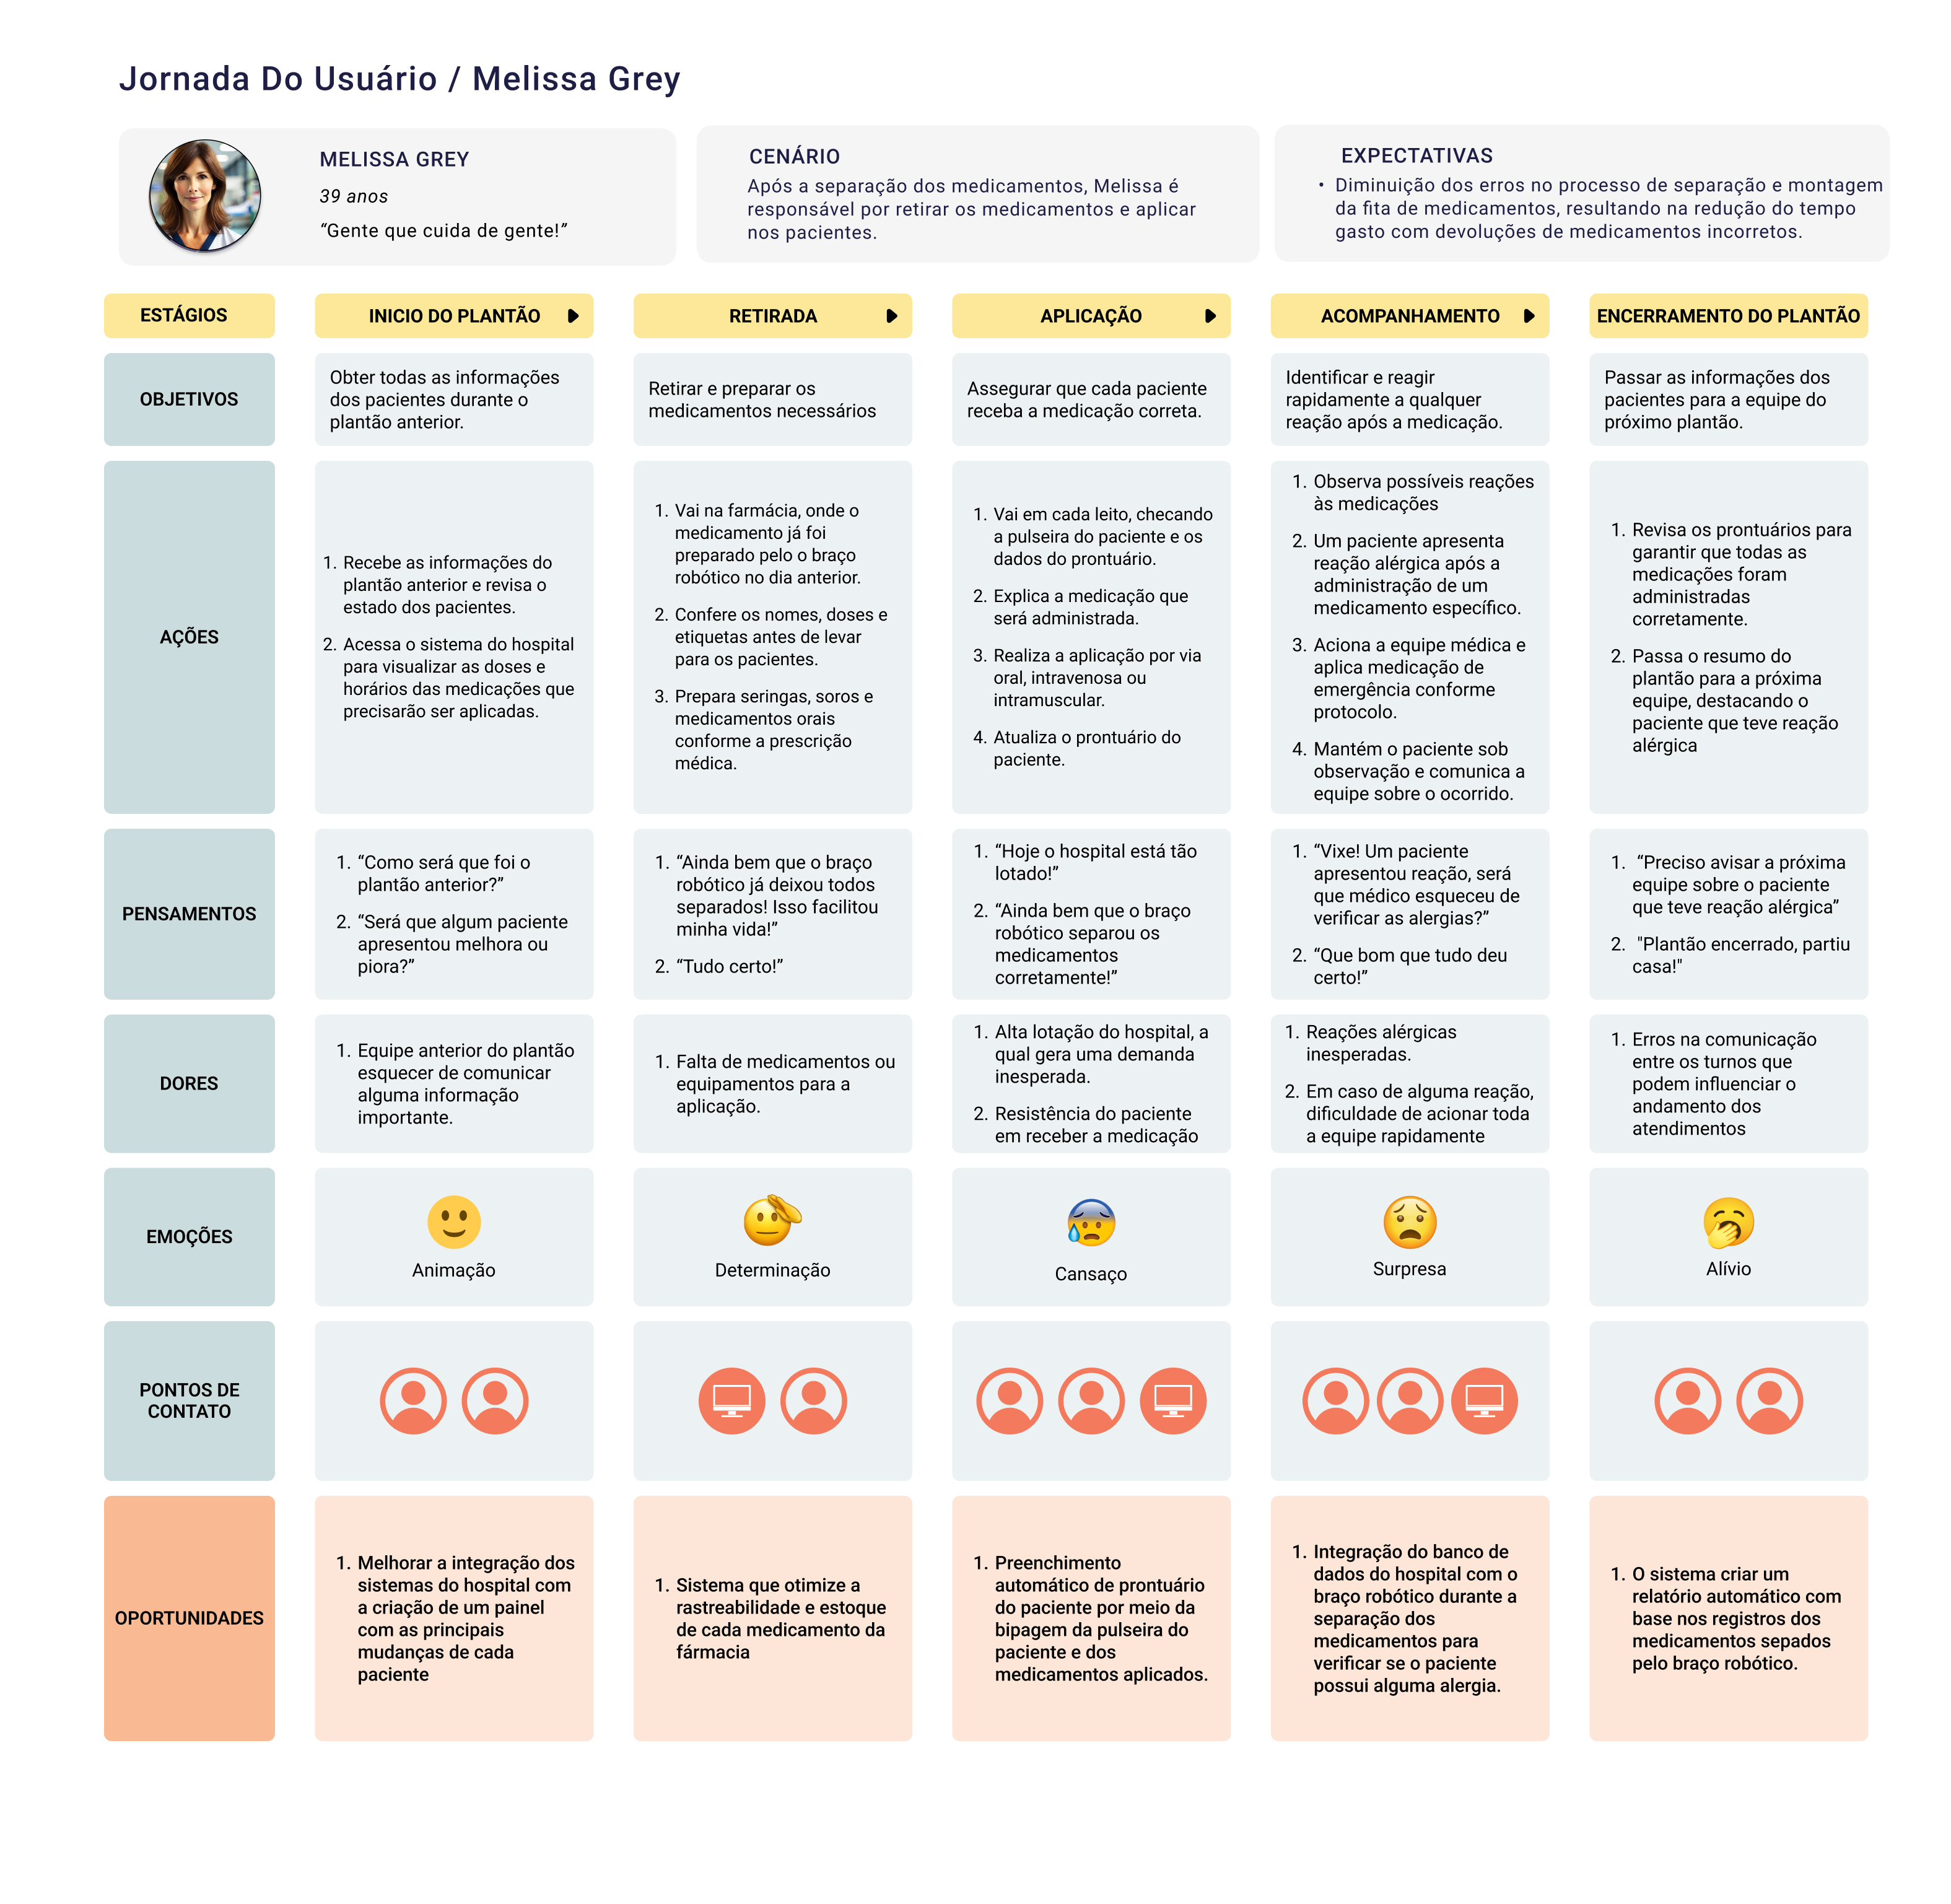 Jornada Do Usuário / Melissa Grey
MELISSA GREY
39 anos
“Gente que cuida de gente!”
CENÁRIO
Após a separação dos medicamentos, Melissa é
responsável por retirar os medicamentos e aplicar
nos pacientes.
EXPECTATIVAS
• Diminuição dos erros no processo de separação e montagem
da fita de medicamentos, resultando na redução do tempo
gasto com devoluções de medicamentos incorretos.
ESTÁGIOS
INICIO DO PLANTÃO
RETIRADA
APLICAÇÃO
ACOMPANHAMENTO
ENCERRAMENTO DO PLANTÃO
OBJETIVOS
Obter todas as informações
dos pacientes durante o
plantão anterior.
Retirar e preparar os
medicamentos necessários
Assegurar que cada paciente
receba a medicação correta.
Identificar e reagir
rapidamente a qualquer
reação após a medicação.
Passar as informações dos
pacientes para a equipe do
próximo plantão.
AÇÕES
1. Recebe as informações do
plantão anterior e revisa o
estado dos pacientes.
2. Acessa o sistema do hospital
para visualizar as doses e
horários das medicações que
precisarão ser aplicadas.
1. Vai na farmácia, onde o
medicamento já foi
preparado pelo o braço
robótico no dia anterior.
2. Confere os nomes, doses e
etiquetas antes de levar
para os pacientes.
3. Prepara seringas, soros e
medicamentos orais
conforme a prescrição
médica.
1. Vai em cada leito, checando
a pulseira do paciente e os
dados do prontuário.
2. Explica a medicação que
será administrada.
3. Realiza a aplicação por via
oral, intravenosa ou
intramuscular.
4. Atualiza o prontuário do
paciente.
1. Observa possíveis reações
às medicações
2. Um paciente apresenta
reação alérgica após a
administração de um
medicamento específico.
3. Aciona a equipe médica e
aplica medicação de
emergência conforme
protocolo.
4. Mantém o paciente sob
observação e comunica a
equipe sobre o ocorrido.
1. Revisa os prontuários para
garantir que todas as
medicações foram
administradas
corretamente.
2. Passa o resumo do
plantão para a próxima
equipe, destacando o
paciente que teve reação
alérgica
PENSAMENTOS
1. “Como será que foi o
plantão anterior?”
2. “Será que algum paciente
apresentou melhora ou
piora?”
1. “Ainda bem que o braço
robótico já deixou todos
separados! Isso facilitou
minha vida!”
2. “Tudo certo!”
1. “Hoje o hospital está tão
lotado!”
2. “Ainda bem que o braço
robótico separou os
medicamentos
corretamente!”
1. “Vixe! Um paciente
apresentou reação, será
que médico esqueceu de
verificar as alergias?”
2. “Que bom que tudo deu
certo!”
1. “Preciso avisar a próxima
equipe sobre o paciente
que teve reação alérgica”
2. "Plantão encerrado, partiu
casa!"
DORES
1. Equipe anterior do plantão
esquecer de comunicar
alguma informação
importante.
1. Falta de medicamentos ou
equipamentos para a
aplicação.
1. Alta lotação do hospital, a
qual gera uma demanda
inesperada.
2. Resistência do paciente
em receber a medicação
1. Reações alérgicas
inesperadas.
2. Em caso de alguma reação,
dificuldade de acionar toda
a equipe rapidamente
1. Erros na comunicação
entre os turnos que
podem influenciar o
andamento dos
atendimentos
EMOÇÕES
Animação
Determinação
Cansaço
Surpresa
Alívio
PONTOS DE
CONTATO
OPORTUNIDADES
1. Melhorar a integração dos
sistemas do hospital com
a criação de um painel
com as principais
mudanças de cada
paciente
1. Sistema que otimize a
rastreabilidade e estoque
de cada medicamento da
fármacia
1. Preenchimento
automático de prontuário
do paciente por meio da
bipagem da pulseira do
paciente e dos
medicamentos aplicados.
1. Integração do banco de
dados do hospital com o
braço robótico durante a
separação dos
medicamentos para
verificar se o paciente
possui alguma alergia.
1. O sistema criar um
relatório automático com
base nos registros dos
medicamentos sepados
pelo braço robótico.